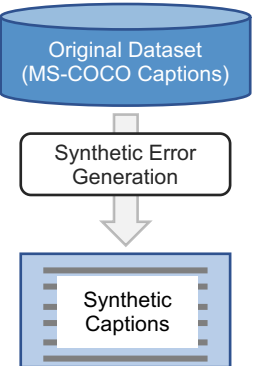 Original Dataset
(MS-COCO Captions)
Synthetic Error
Generation
Synthetic
Captions